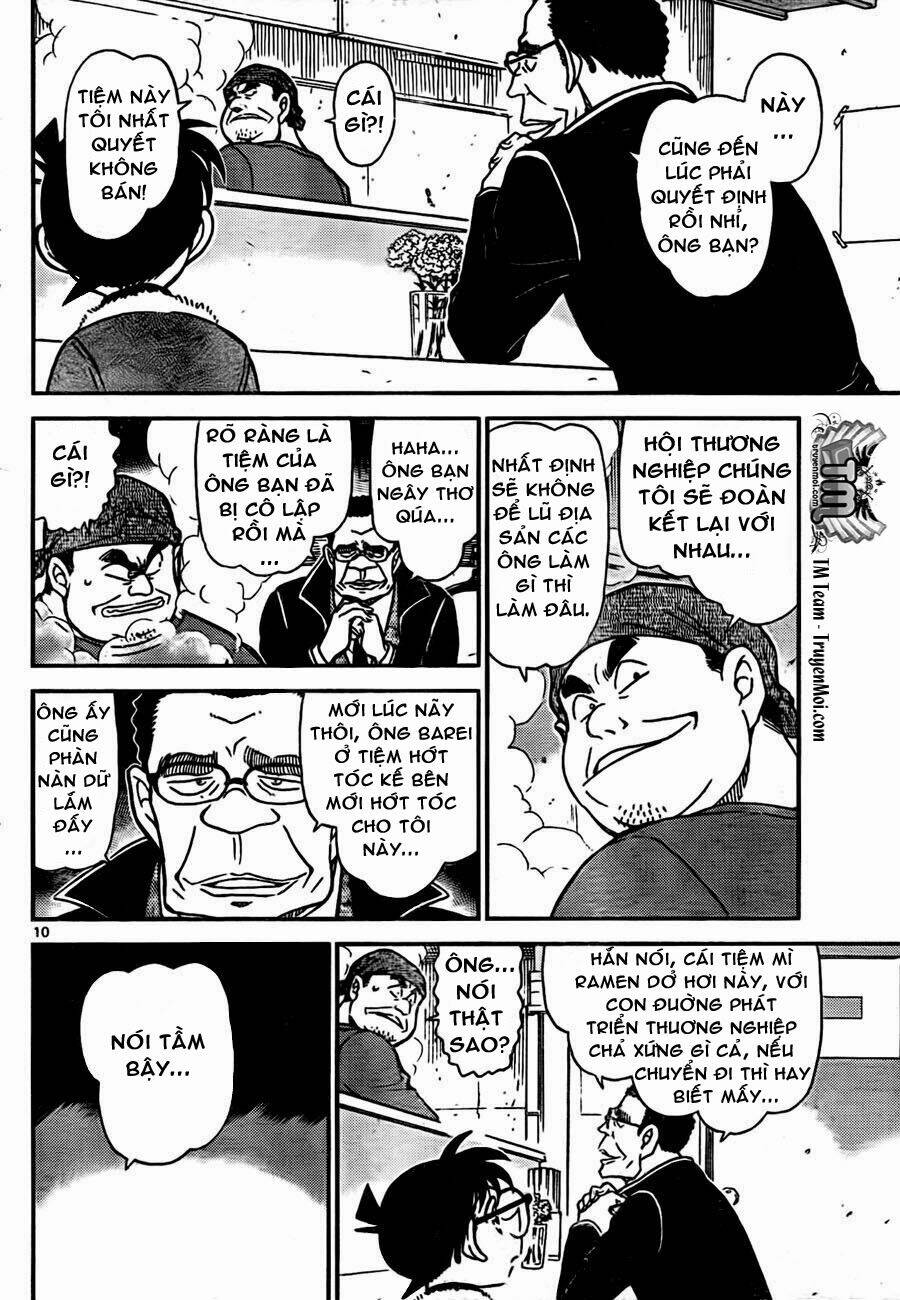 NÀY
...
CŨNG ĐẾN
LÚC PHẢI
QUYẾT ĐỊNH
RỒI NHỈ,
ÔNG BẠN?
CÁI
GÌ?!
TIỆM NÀY
TÔI NHẤT
QUYẾT
KHÔNG
BÁN!
HỘI THƯƠNG
NGHIỆP CHÚNG
TÔI SẼ ĐOÀN
KẾT LẠI VỚI
NHAU...
NHẤT ĐỊNH
SẼ KHÔNG
ĐỂ LŨ ĐỊA
SẢN CÁC
ÔNG LÀM
GÌ THÌ
LÀM ĐÂU.
HAHA...
ÔNG BẠN
NGÂY THƠ
QÚA...
RÕ RÀNG LÀ
TIỆM CỦA
ÔNG BẠN ĐÃ
BỊ CÔ LẬP
RỒI MÀ
...
CÁI
GÌ?!
MỚI LÚC NÃY
THÔI, ÔNG BAREI
Ở TIỆM HỚT
TÓC KẾ BÊN
MỚI HỚT TÓC
CHO TÔI
NÀY...
ÔNG ẤY
CŨNG
PHÀN
NÀN DỮ
LẮM
ĐẤY
...
10
HẮN NÓI, CÁI TIỆM MÌ
RAMEN DỞ HƠI NÀY, VỚI
CON ĐUỜNG PHÁT
TRIỂN THUƠNG NGHIỆP
CHẢ XỨNG GÌ CẢ, NẾU
CHUYỂN ĐI THÌ HAY
BIẾT MẤY...
ÔNG...
NÓI
THẬT
SAO?
NÓI TẦM
BẬY...
TM
truyenmoi.com
TM Team - TruyenMoi.com